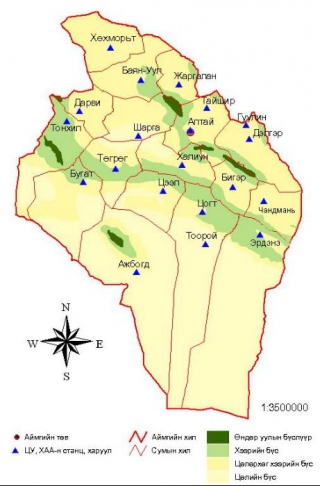 Хөхморьт
Баян-Уул
Жаргалан
Дарви
Тайшир
Тонхил
Алтай
Гуулин
Шарга
Дэлгэр
Төгрөг
Халиун
Бугат
Цээл
Бигэр
Чандмань
Цогт
Эрдэнэ
Тоорой
Ажбогд
N
W E
S
1:3500000
Аймгийн төв
Аймгийн хил
Өндөр уулын бүслүүр
ЦУ, ХАА-н станц, харуул
Сумын хил
Хээрийн бүс
Цөлөрхөг хээрийн бүс
Цөлийн бүс